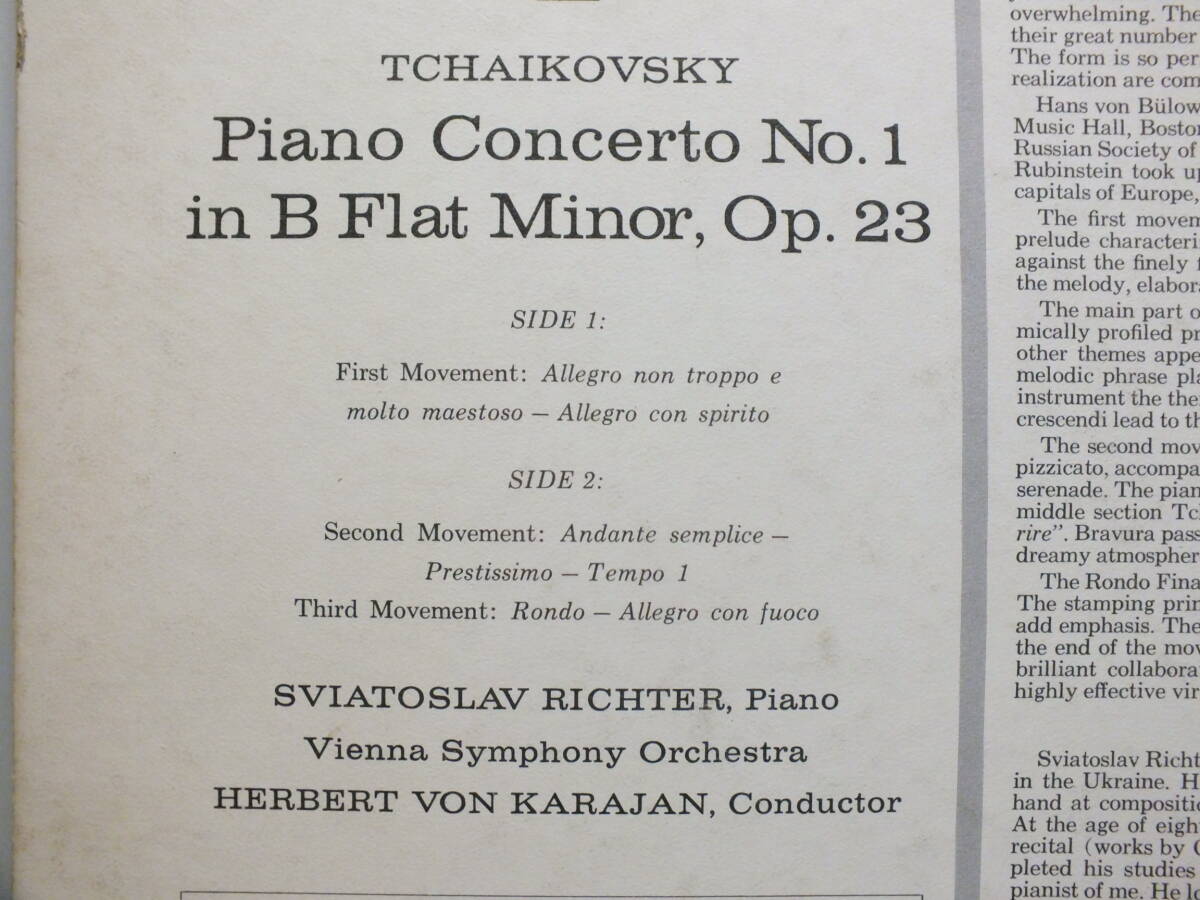 TCHAIKOVSKY
Piano Concerto No. 1
in B Flat Minor, Op. 23
SIDE 1:
First Movement: Allegro non troppo e
molto maestoso – Allegro con spirito
SIDE 2:
Second Movement: Andante semplice –
Prestissimo – Tempo 1
Third Movement: Rondo – Allegro con fuoco
SVIATOSLAV RICHTER, Piano
Vienna Symphony Orchestra
HERBERT VON KARAJAN, Conductor
overwhelming. The
their great number
The form is so per
realization are com
Hans von Bülow
Music Hall, Boston
Russian Society of
Rubinstein took up
capitals of Europe,
The first movem
prelude characteri
against the finely
the melody, elabora
The main part o
mically profiled pr
other themes appe
melodic phrase pla
instrument the the
crescendi lead to th
The second mov
pizzicato, accompa
serenade. The pian
middle section Tc
rire". Bravura pass
dreamy atmospher
The Rondo Fina
The stamping prin
add emphasis. The
the end of the mov
brilliant collabora
highly effective vir
Sviatoslav Richt
in the Ukraine. H
hand at compositi
At the age of eigh
recital (works by
pleted his studies
pianist of me. He lo